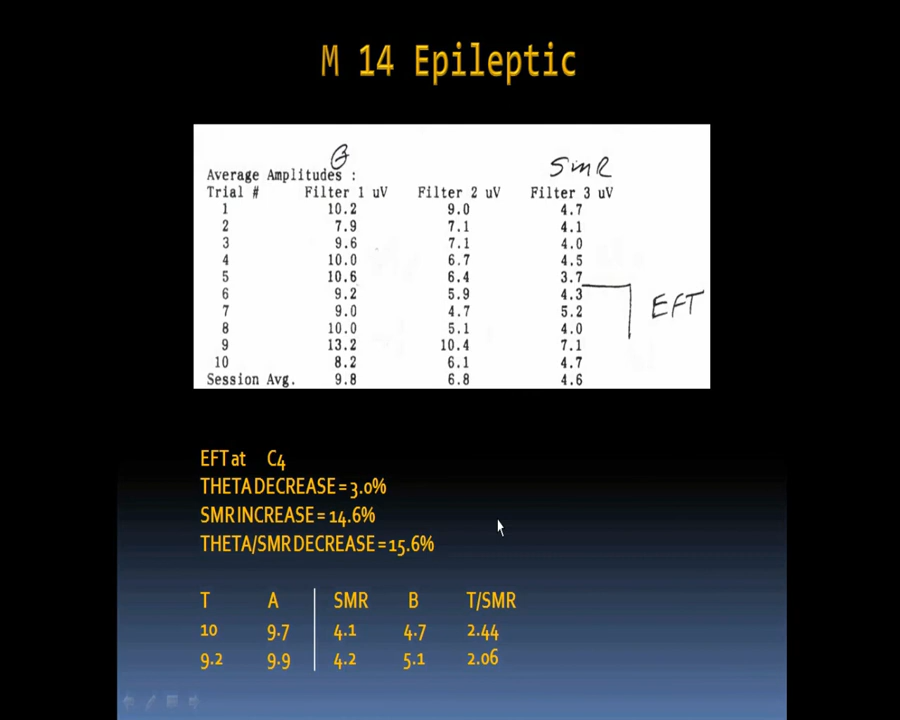 M 14 Epileptic
θ SMR
Average Amplitudes :
Trial # Filter 1 uV Filter 2 uV Filter 3 uV
1 10.2 9.0 4.7
2 7.9 7.1 4.1
3 9.6 7.1 4.0
4 10.0 6.7 4.5
5 10.6 6.4 3.7
6 9.2 5.9 4.3
7 9.0 4.7 5.2
EFT
8 10.0 5.1 4.0
9 13.2 10.4 7.1
10 8.2 6.1 4.7
Session Avg. 9.8 6.8 4.6
EFT at C4
THETA DECREASE = 3.0%
SMR INCREASE = 14.6%
THETA/SMR DECREASE = 15.6%
T A SMR B T/SMR
10 9.7 4.1 4.7 2.44
9.2 9.9 4.2 5.1 2.06